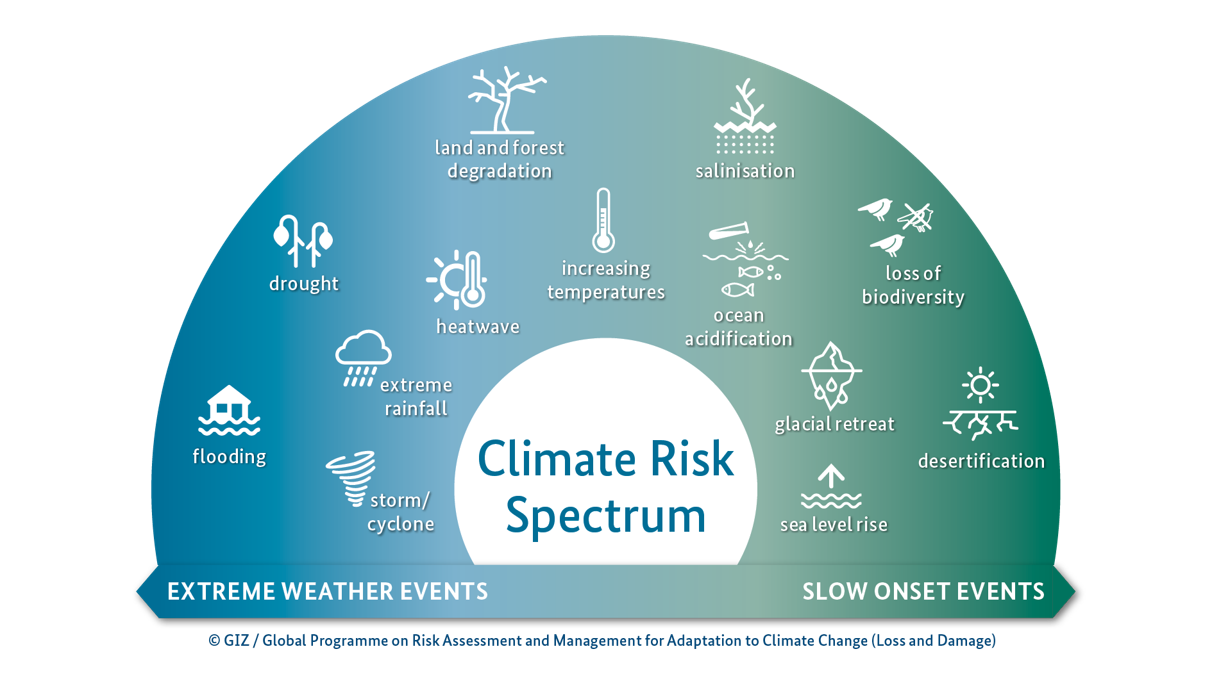 land and forest
degradation
salinisation
drought
heatwave
increasing
temperatures
ocean
acidification
loss of
biodiversity
extreme
rainfall
flooding
storm/
cyclone
glacial retreat
desertification
sea level rise
Climate Risk
Spectrum
EXTREME WEATHER EVENTS
SLOW ONSET EVENTS
© GIZ / Global Programme on Risk Assessment and Management for Adaptation to Climate Change (Loss and Damage)